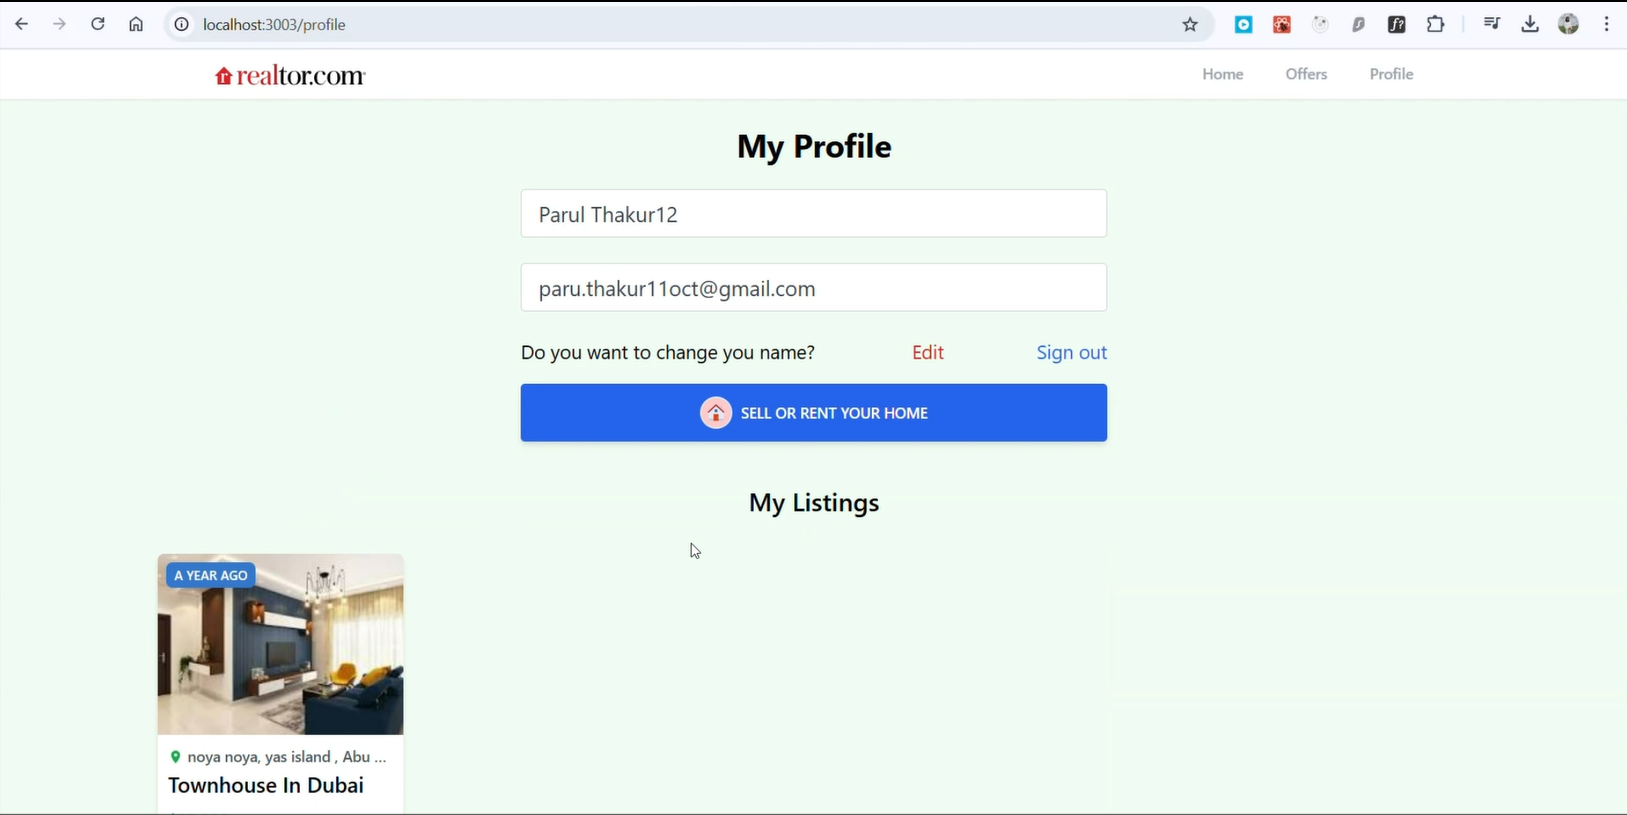 localhost:3003/profile
realtor.com
Home Offers Profile
My Profile
Parul Thakur12
paru.thakur11oct@gmail.com
Do you want to change you name? Edit Sign out
SELL OR RENT YOUR HOME
My Listings
A YEAR AGO
noya noya, yas island , Abu ...
Townhouse In Dubai